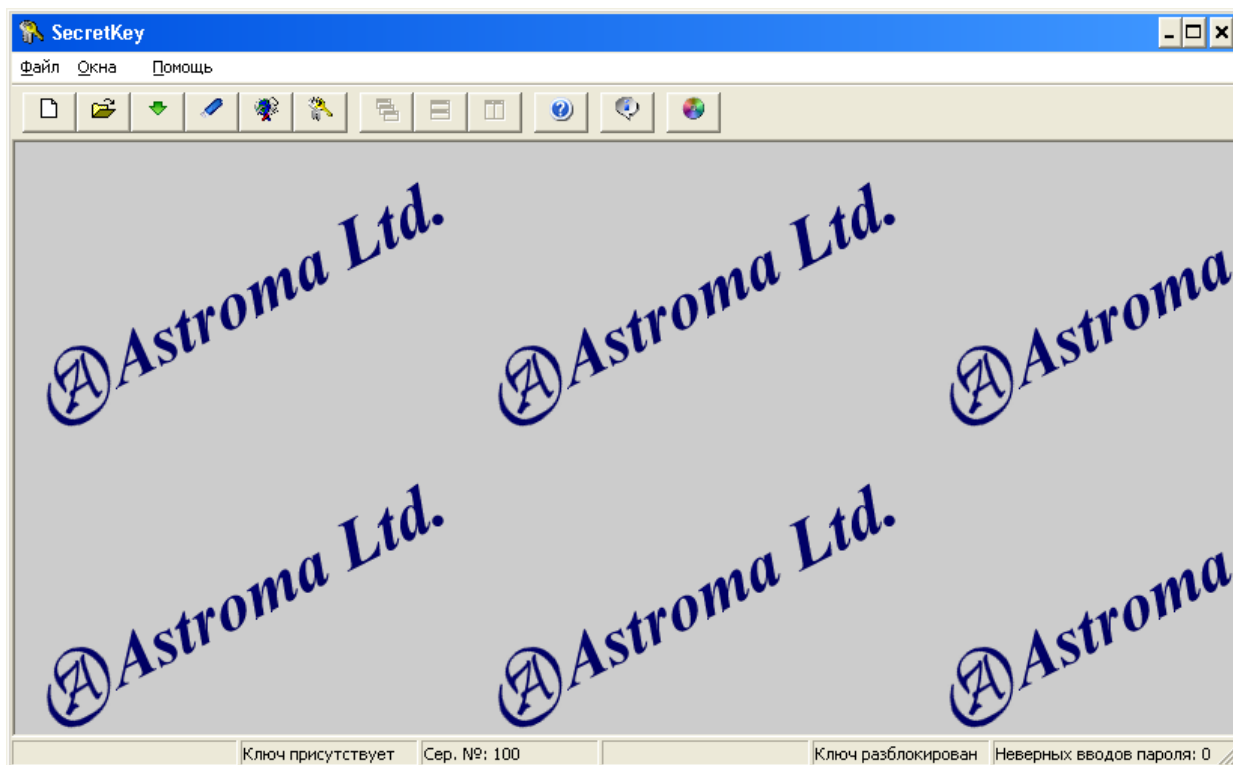 SecretKey
Файл Окна Помощь
Astroma Ltd. Astroma Ltd. Astroma
Astroma Ltd. Astroma Ltd. Astroma
Ключ присутствует Сер. №: 100 Ключ разблокирован Неверных вводов пароля: 0